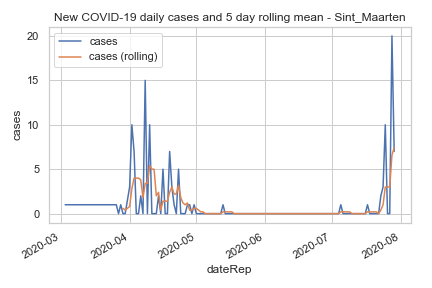 New COVID-19 daily cases and 5 day rolling mean - Sint_Maarten
cases
cases (rolling)
20
15
10
5
0
cases
2020-03
2020-04
2020-05
2020-06
2020-07
2020-08
dateRep